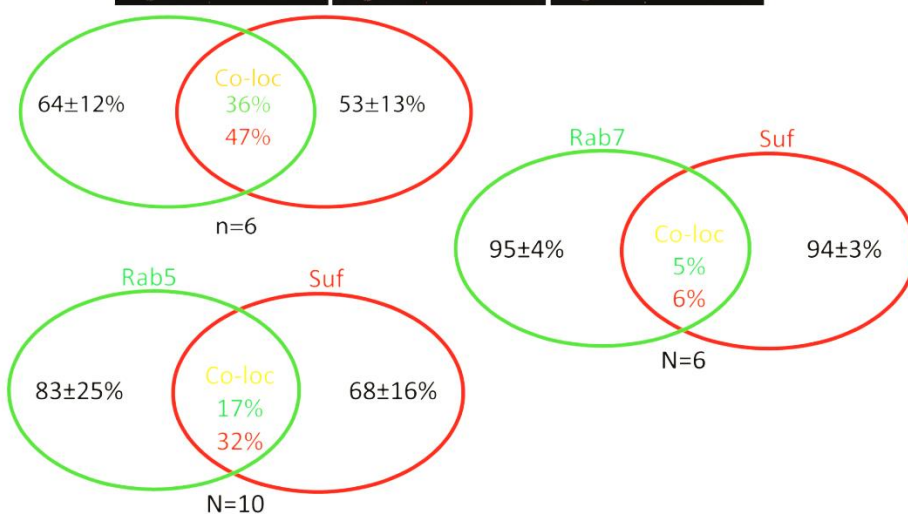 64±12%
Co-loc
36%
47%
53±13%
n=6
Rab7 Suf
95±4%
Co-loc
5%
6%
94±3%
N=6
Rab5 Suf
83±25%
Co-loc
17%
32%
68±16%
N=10